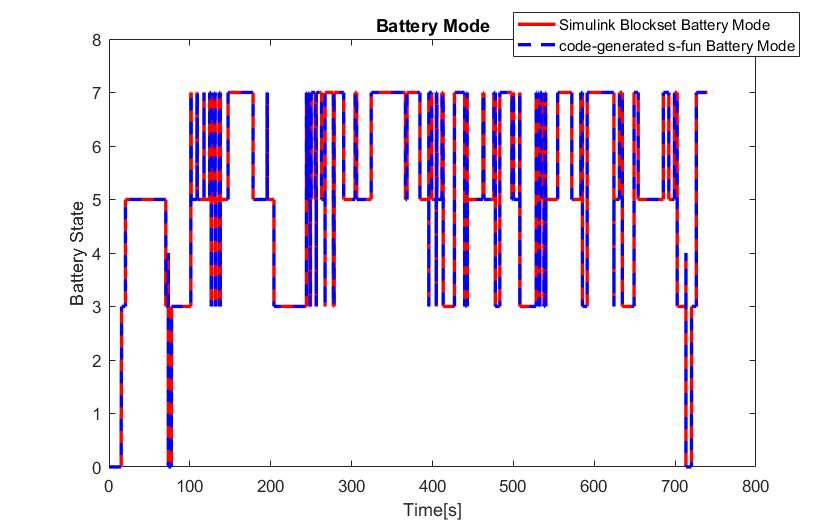 Battery Mode
Simulink Blockset Battery Mode
code-generated s-fun Battery Mode
8
7
6
5
4
3
2
1
0
Battery State
0 100 200 300 400 500 600 700 800
Time[s]